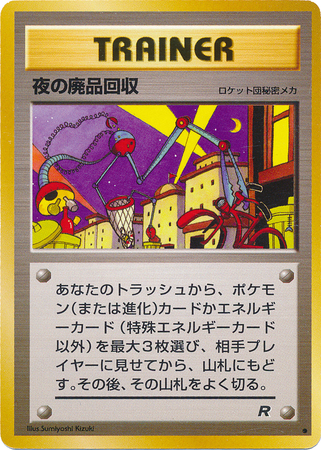 TRAINER
夜の廃品回収
ロケット団秘密メカ
あなたのトラッシュから、ポケモ
ン(または進化)カードかエネルギ
ーカード(特殊エネルギーカード
以外)を最大3枚選び、相手プレ
イヤーに見せてから、山札にもど
す。その後、その山札をよく切る。
R
Illus.Sumiyoshi Kizuki